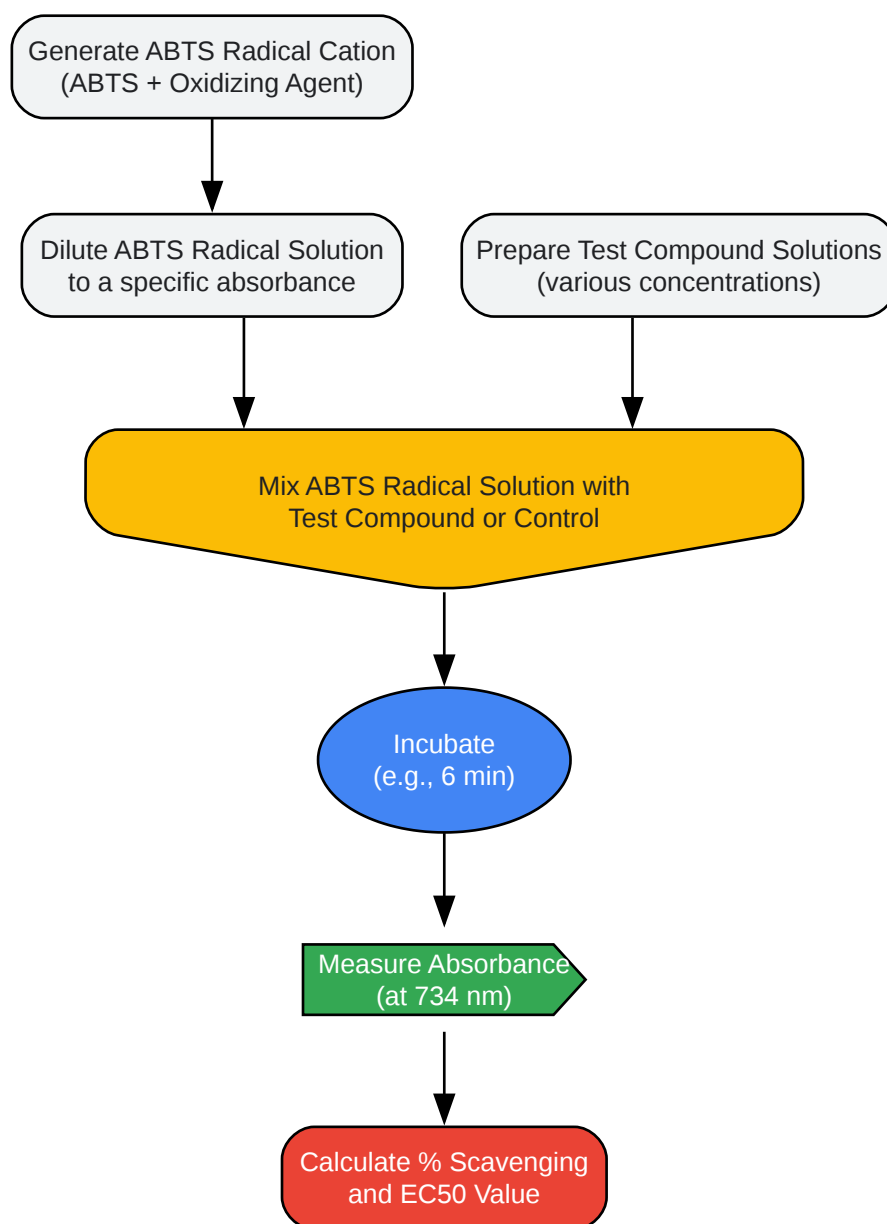 Generate ABTS Radical Cation
(ABTS + Oxidizing Agent)
Dilute ABTS Radical Solution
to a specific absorbance
Prepare Test Compound Solutions
(various concentrations)
Mix ABTS Radical Solution with
Test Compound or Control
Incubate
(e.g., 6 min)
Measure Absorbance
(at 734 nm)
Calculate % Scavenging
and EC50 Value